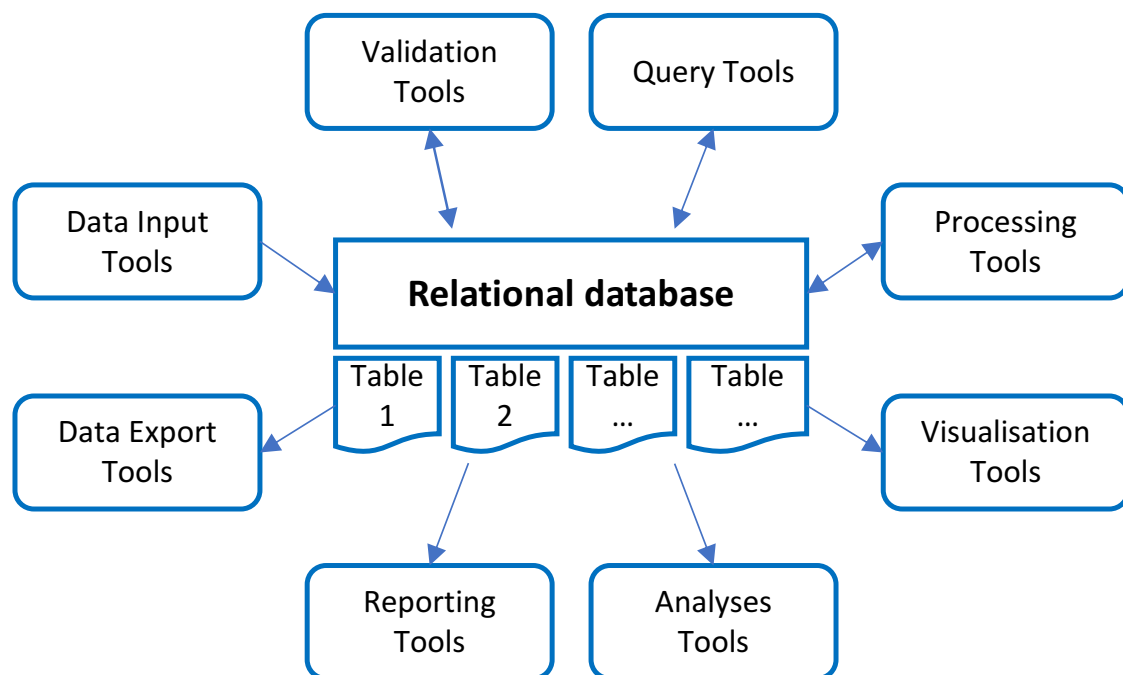 Validation
Tools
Query Tools
Data Input
Tools
Processing
Tools
Relational database
Table
1
Table
2
Table
...
Table
...
Data Export
Tools
Visualisation
Tools
Reporting
Tools
Analyses
Tools